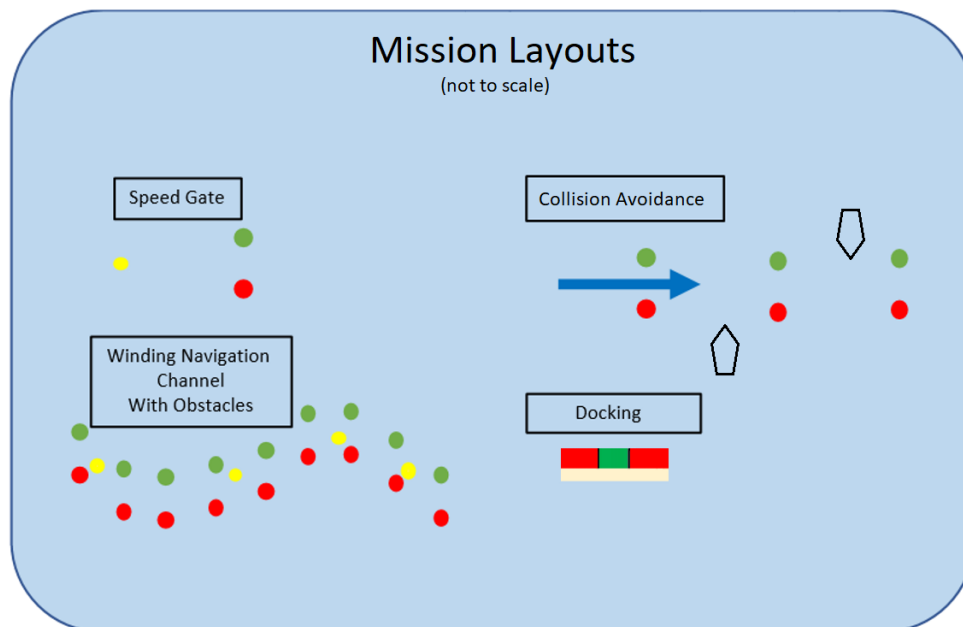 Mission Layouts
(not to scale)
Speed Gate
Collision Avoidance
Winding Navigation
Channel
With Obstacles
Docking